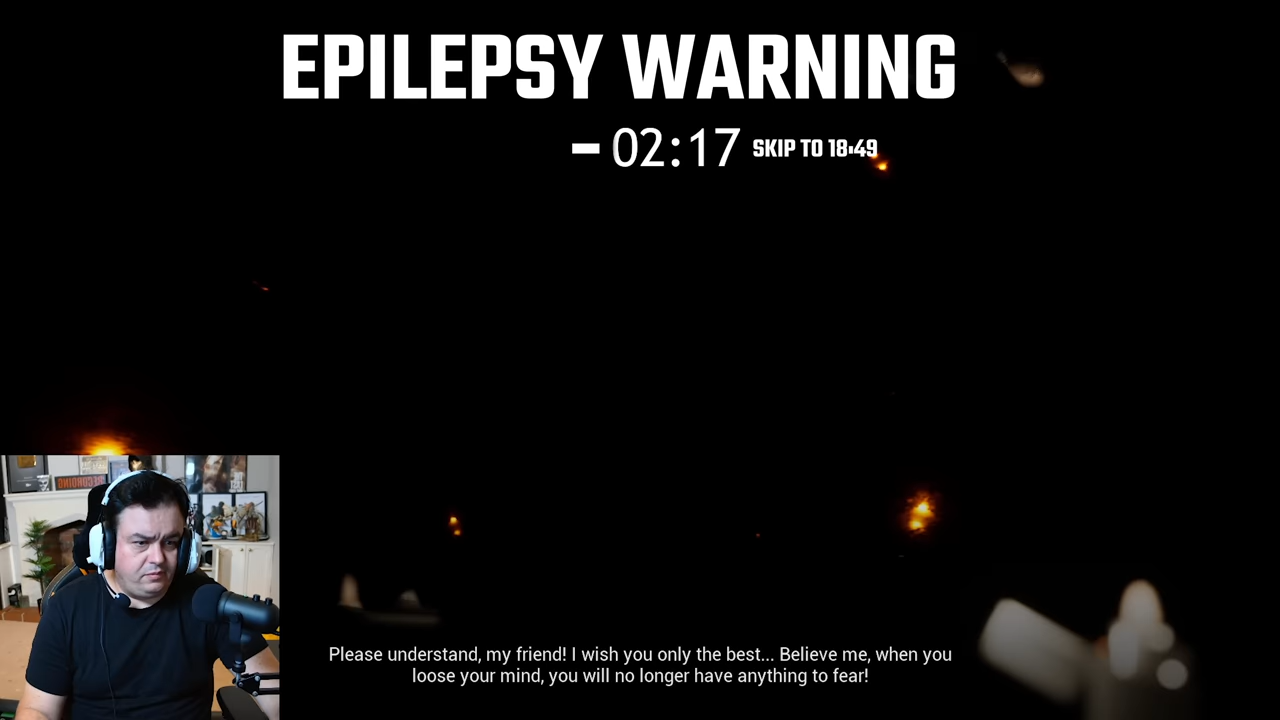 EPILEPSY WARNING
- 02:17 SKIP TO 18:49
RECORDING
Please understand, my friend! I wish you only the best... Believe me, when you
loose your mind, you will no longer have anything to fear!